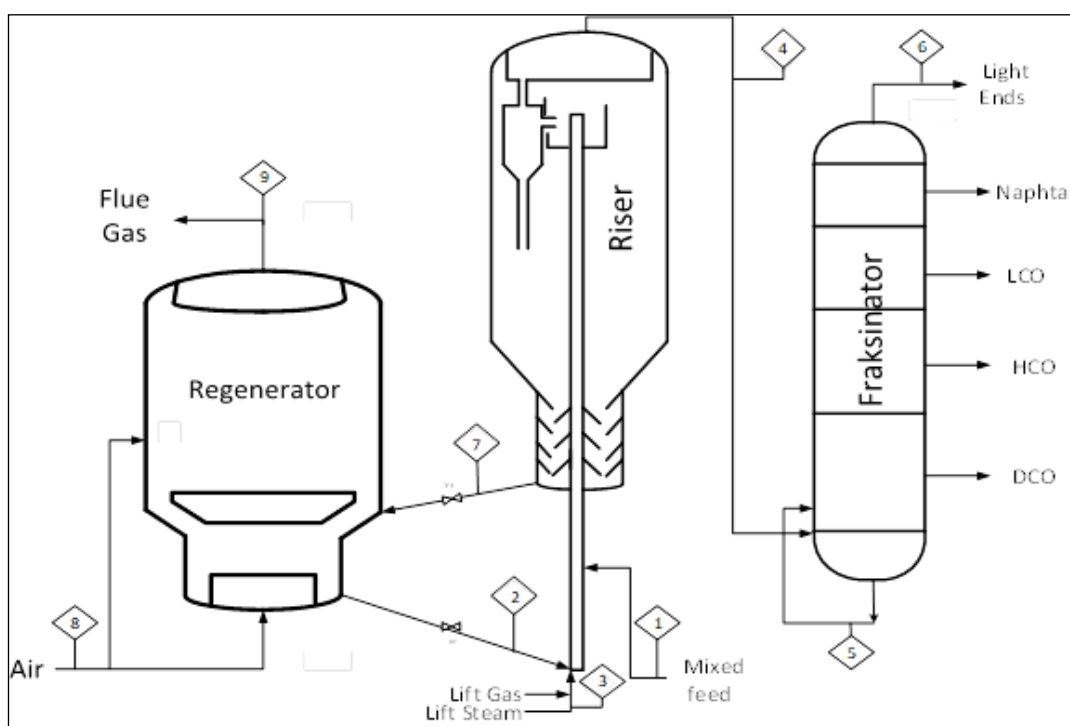 4
6
Light
Ends
9
Flue
Gas
Naphta
Riser
LCO
Fraksinator
Regenerator
HCO
7
DCO
2
8
1
5
Air
3
Mixed
feed
Lift Gas
Lift Steam